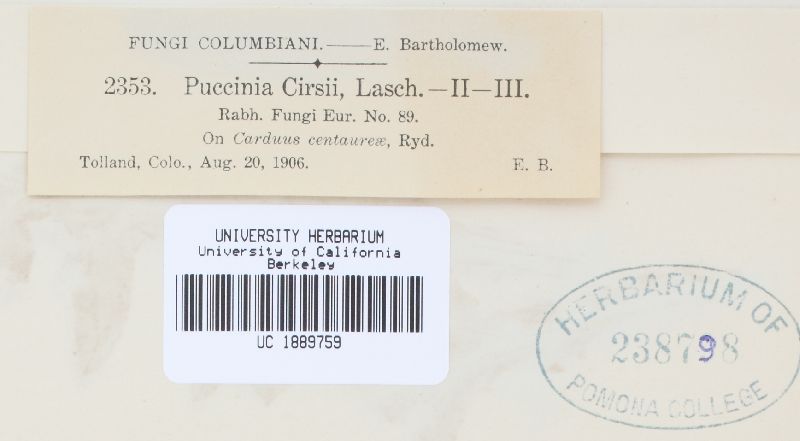 FUNGI COLUMBIANI.——E. Bartholomew.
2353. Puccinia Cirsii, Lasch.—II—III.
Rabh. Fungi Eur. No. 89.
On Carduus centaureæ, Ryd.
Tolland, Colo., Aug. 20, 1906. E. B.
UNIVERSITY HERBARIUM
University of California
Berkeley
UC 1889759
HERBARIUM OF
238798
POMONA COLLEGE